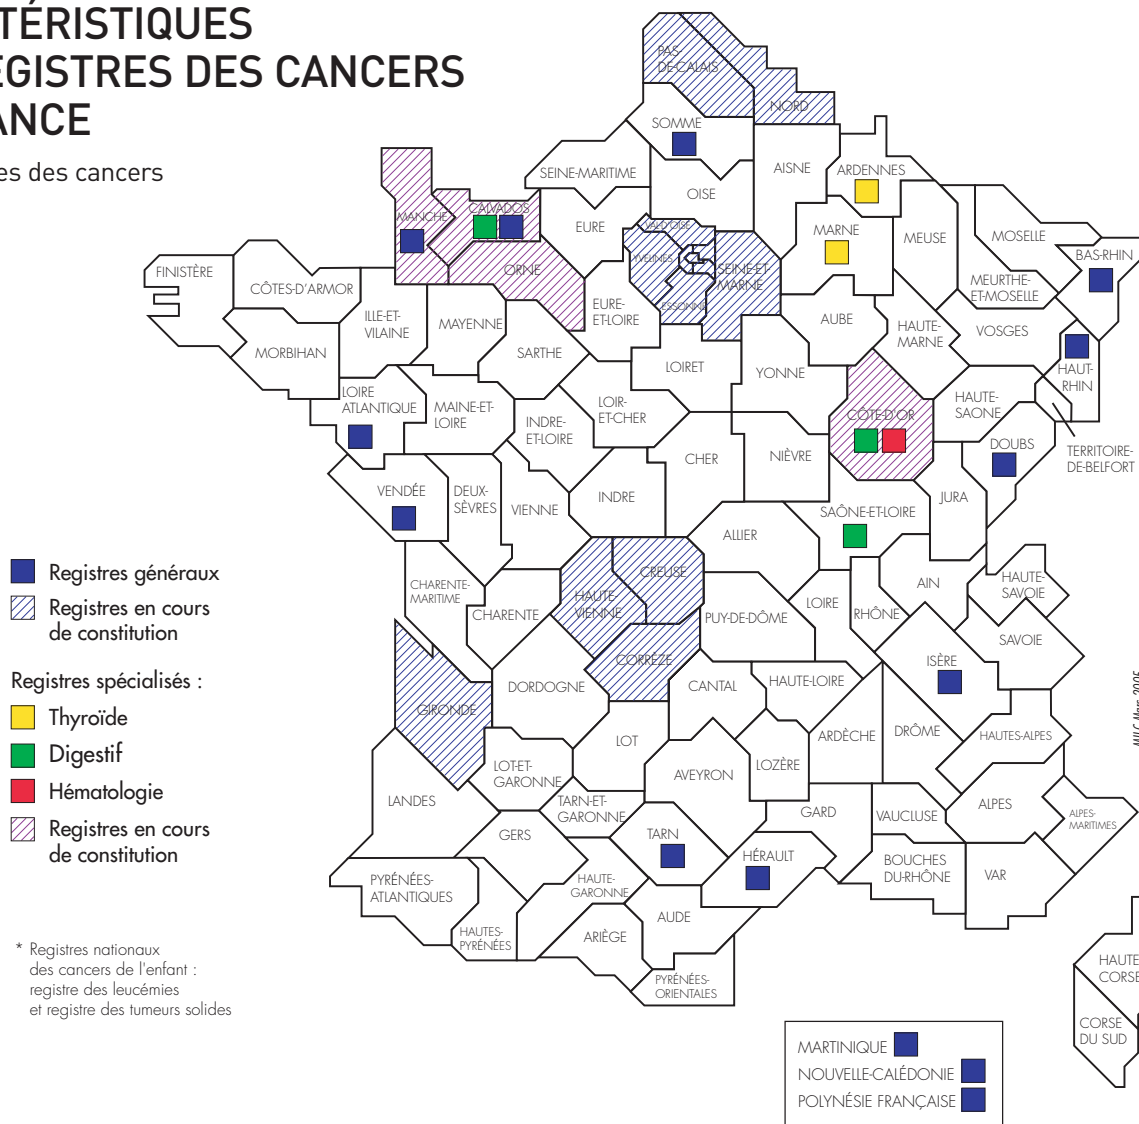 TÉRISTIQUES
EGISTRES DES CANCERS
ANCE
es des cancers
PAS-
DE-CALAIS
NORD
SOMME
SEINE-MARITIME
AISNE
ARDENNES
OISE
MANCHE
CALVADOS
EURE
VAL D'OISE
MARNE
MEUSE
MOSELLE
BAS-RHIN
FINISTÈRE
CÔTES-D'ARMOR
ORNE
YVELINES
SEINE-ET-
MARNE
MEURTHE-
ET-MOSELLE
ESSONNE
EURE-
ET-LOIRE
ILLE-ET-
VILAINE
MAYENNE
AUBE
HAUTE-
MARNE
VOSGES
MORBIHAN
SARTHE
LOIRET
YONNE
HAUT-
RHIN
LOIRE
ATLANTIQUE
MAINE-ET-
LOIRE
LOIR-
ET-CHER
CÔTE-D'OR
HAUTE-
SAONE
INDRE-
ET-LOIRE
DOUBS
TERRITOIRE-
DE-BELFORT
CHER
NIÈVRE
VENDÉE
DEUX-
SÈVRES
VIENNE
INDRE
JURA
SAÔNE-ET-LOIRE
ALLIER
CHARENTE-
MARITIME
CREUSE
HAUTE-
VIENNE
AIN
HAUTE-
SAVOIE
CHARENTE
PUY-DE-DÔME
LOIRE
RHÔNE
SAVOIE
CORRÈZE
ISÈRE
DORDOGNE
CANTAL
HAUTE-LOIRE
GIRONDE
LOT
ARDÈCHE
DRÔME
HAUTES-ALPES
LOT-ET-
GARONNE
AVEYRON
LOZÈRE
LANDES
TARN-ET-
GARONNE
GARD
VAUCLUSE
ALPES
ALPES-
MARITIMES
GERS
TARN
HÉRAULT
BOUCHES
DU-RHÔNE
VAR
PYRÉNÉES-
ATLANTIQUES
HAUTE-
GARONNE
HAUTES-
PYRÉNÉES
ARIÈGE
AUDE
PYRÉNÉES-
ORIENTALES
HAUTE
CORSE
CORSE
DU SUD
Registres généraux
Registres en cours
de constitution
Registres spécialisés :
Thyroïde
Digestif
Hématologie
Registres en cours
de constitution
* Registres nationaux
des cancers de l'enfant :
registre des leucémies
et registre des tumeurs solides
MARTINIQUE
NOUVELLE-CALÉDONIE
POLYNÉSIE FRANÇAISE